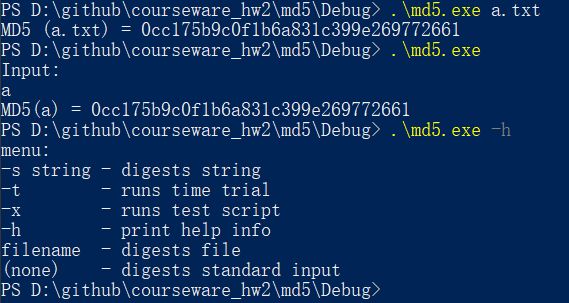 PS D:\github\courseware_hw2\md5\Debug> .\md5.exe a.txt
MD5 (a.txt) = 0cc175b9c0f1b6a831c399e269772661
PS D:\github\courseware_hw2\md5\Debug> .\md5.exe
Input:
a
MD5(a) = 0cc175b9c0f1b6a831c399e269772661
PS D:\github\courseware_hw2\md5\Debug> .\md5.exe -h
menu:
-s string - digests string
-t        - runs time trial
-x        - runs test script
-h        - print help info
filename  - digests file
(none)    - digests standard input
PS D:\github\courseware_hw2\md5\Debug>